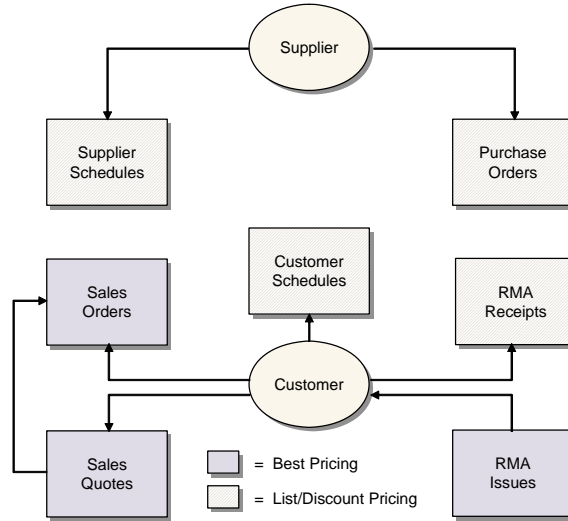 Supplier
Supplier
Schedules
Purchase
Orders
Customer
Schedules
Sales
Orders
RMA
Receipts
Customer
Sales
Quotes
= Best Pricing
= List/Discount Pricing
RMA
Issues